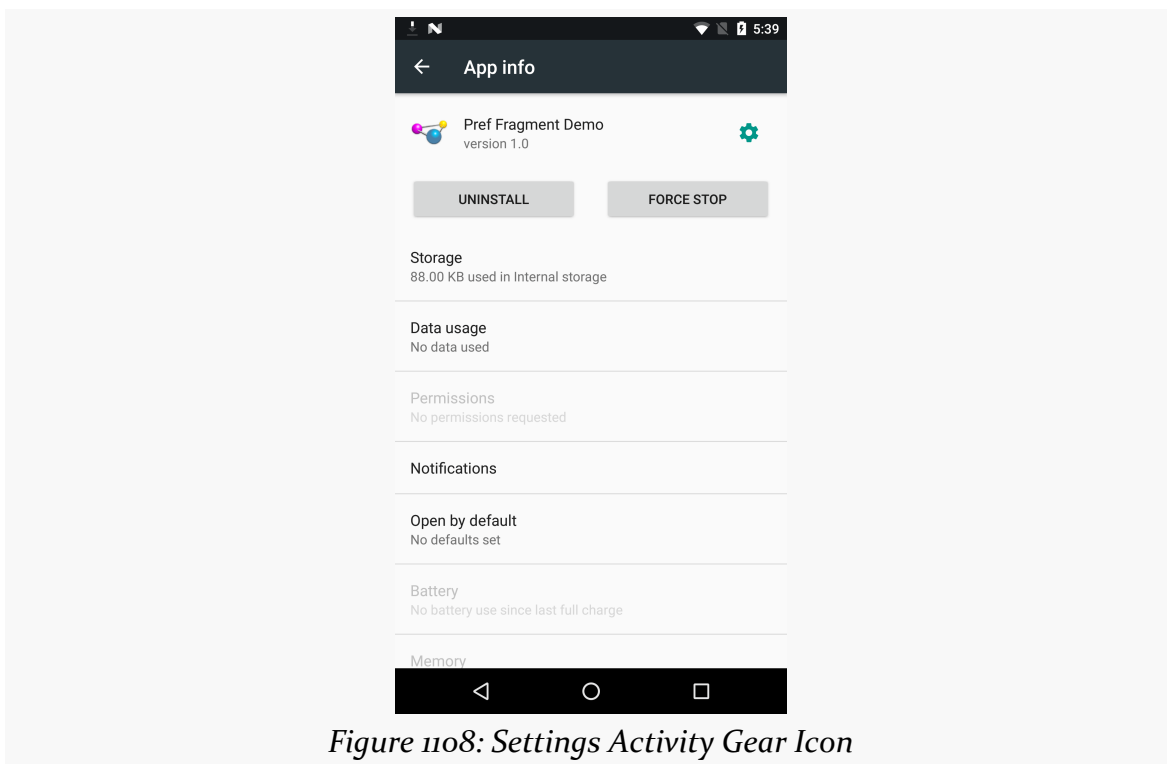 5:39
App info
Pref Fragment Demo
version 1.0
UNINSTALL
FORCE STOP
Storage
88.00 KB used in Internal storage
Data usage
No data used
Permissions
No permissions requested
Notifications
Open by default
No defaults set
Battery
No battery use since last full charge
Memory
Figure 1108: Settings Activity Gear Icon